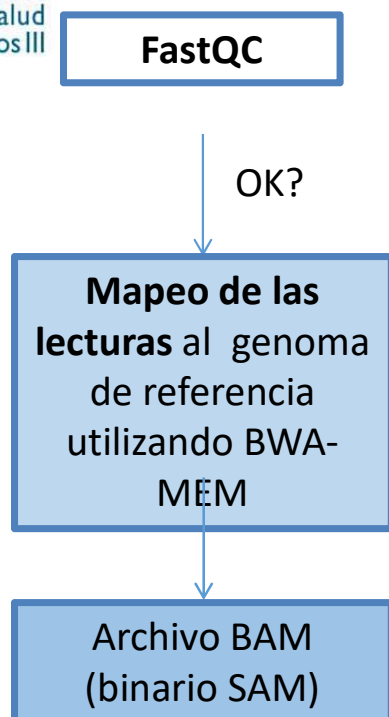 alud
os III
FastQC
OK?
Mapeo de las
lecturas al genoma
de referencia
utilizando BWA-
MEM
Archivo BAM
(binario SAM)